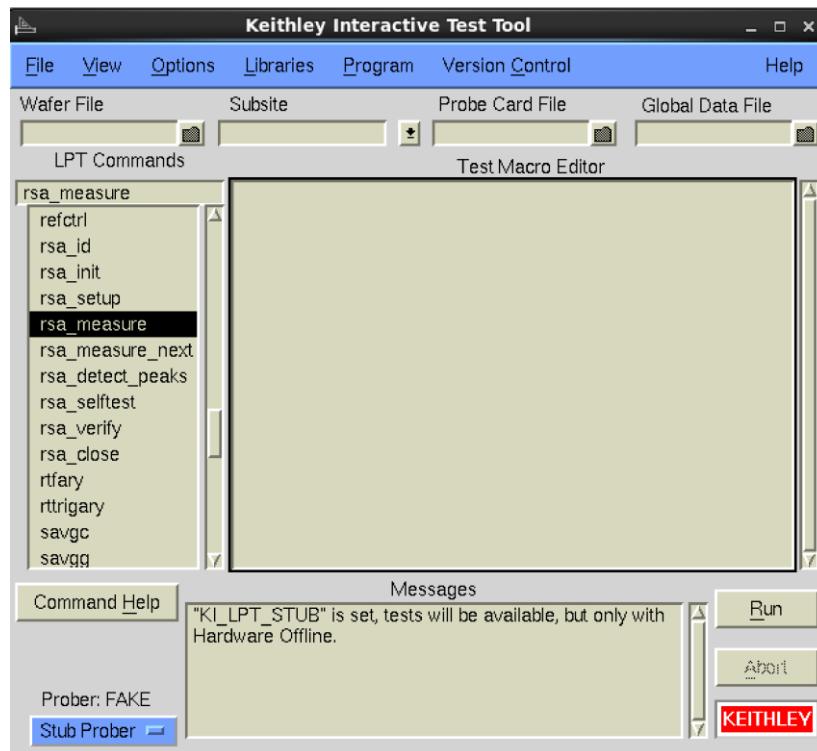 Keithley Interactive Test Tool
File View Options Libraries Program Version Control Help
Wafer File Subsite Probe Card File Global Data File
LPT Commands
Test Macro Editor
rsa_measure
refctrl
rsa_id
rsa_init
rsa_setup
rsa_measure
rsa_measure_next
rsa_detect_peaks
rsa_selftest
rsa_verify
rsa_close
rtfary
rttrigary
savgc
savgg
Command Help
Messages
"KI_LPT_STUB" is set, tests will be available, but only with
Hardware Offline.
Run
Abort
Prober: FAKE
Stub Prober
KEITHLEY